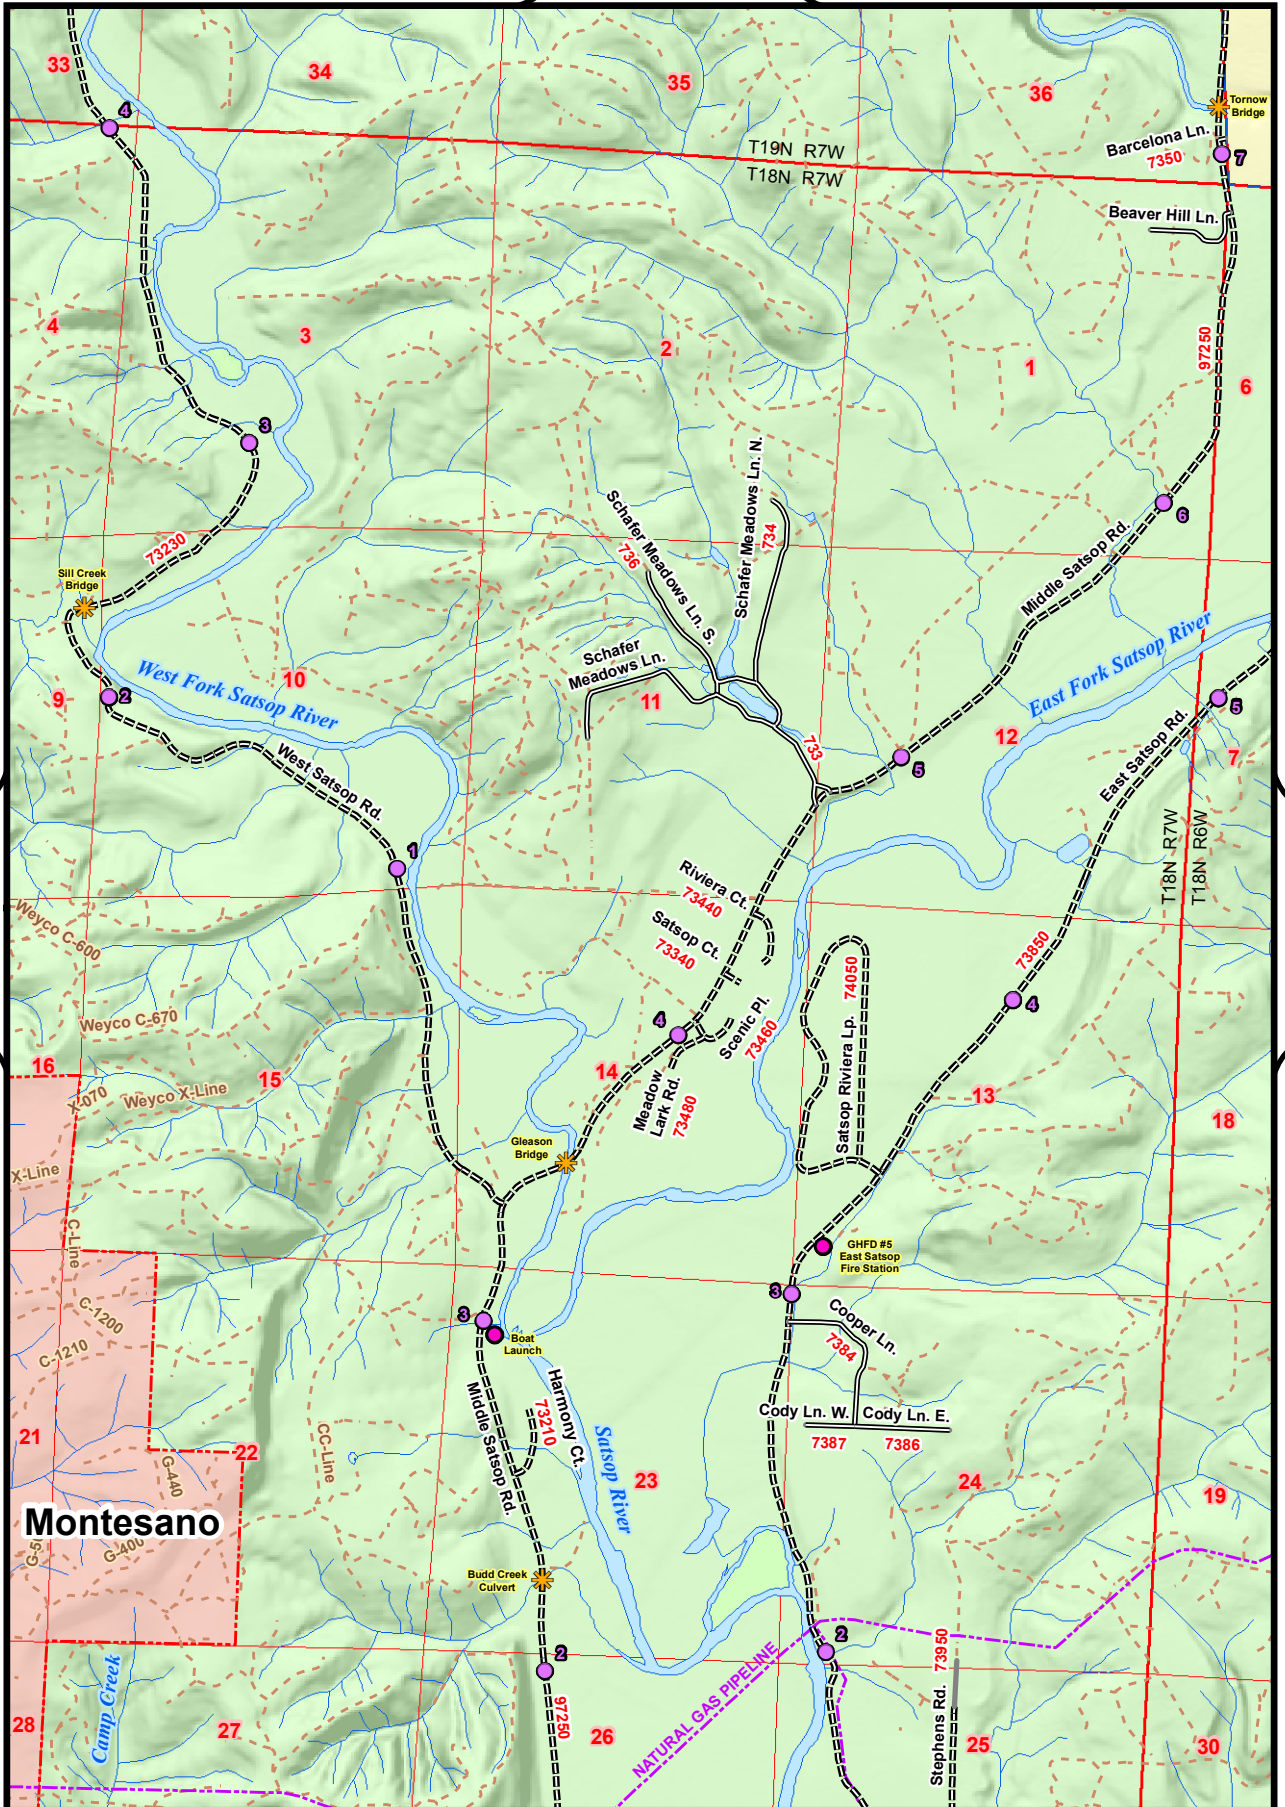 33
34
35
36
4
Tornow
Bridge
Barcelona Ln.
7350
7
T19N R7W
T18N R7W
Beaver Hill Ln.
4
3
2
1
97250
6
3
Schafer Meadows Ln. N.
734
Schafer Meadows Ln. S.
736
6
73230
Middle Satsop Rd.
Sill Creek
Bridge
East Fork Satsop River
Schafer
Meadows Ln.
West Fork Satsop River
10
9
2
11
5
12
733
7
East Satsop Rd.
5
West Satsop Rd.
1
T18N R7W
T18N R6W
Riviera Ct.
73440
Satsop Ct.
73340
Weyco C-600
73850
74050
4
Scenic Pl.
73460
Weyco C-670
4
Satsop Riviera Lp.
16
15
14
X-070
Weyco X-Line
Meadow
Lark Rd.
73480
13
18
Gleason
Bridge
X-Line
C-Line
GHFD #5
East Satsop
Fire Station
3
C-1200
3
Boat
Launch
Cooper Ln.
7384
C-1210
Harmony Ct.
73210
Middle Satsop Rd.
Cody Ln. W.
Cody Ln. E.
7387
7386
21
22
CC-Line
Satsop River
23
24
19
G-440
Montesano
G-400
Budd Creek
Culvert
2
2
73950
Camp Creek
NATURAL GAS PIPELINE
97250
Stephens Rd.
28
27
26
25
30